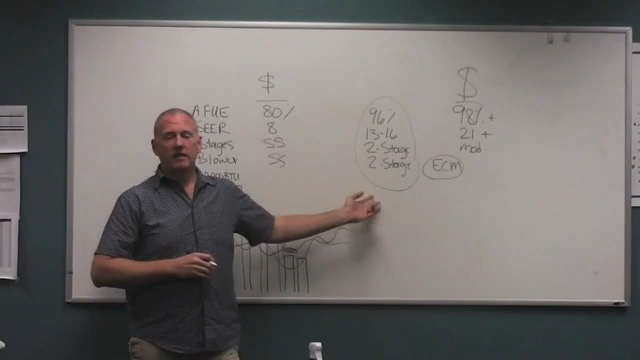 $ $
AFUE 80% 96% 98% +
SEER 8 13-16 21 +
Stages SS 2-Stage mod
Blower SS 2-Stage ECM